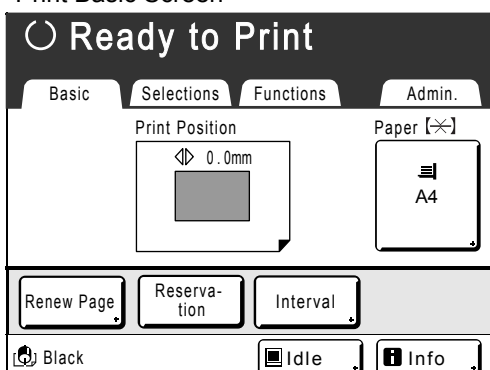 Print Basic Screen
Ready to Print
Basic Selections Functions Admin.
Print Position Paper【⚹】
0.0mm
A4
Renew Page Reserva-
tion Interval
Black Idle Info